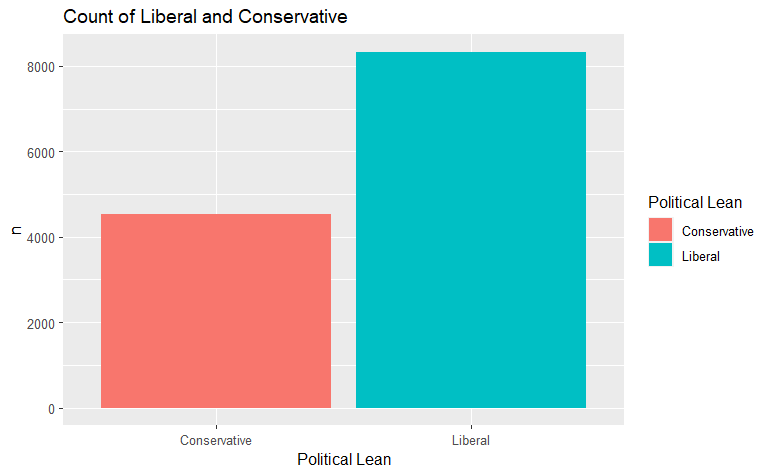 Count of Liberal and Conservative
8000
6000
4000
2000
0
n
Conservative
Liberal
Political Lean
Political Lean
Conservative
Liberal